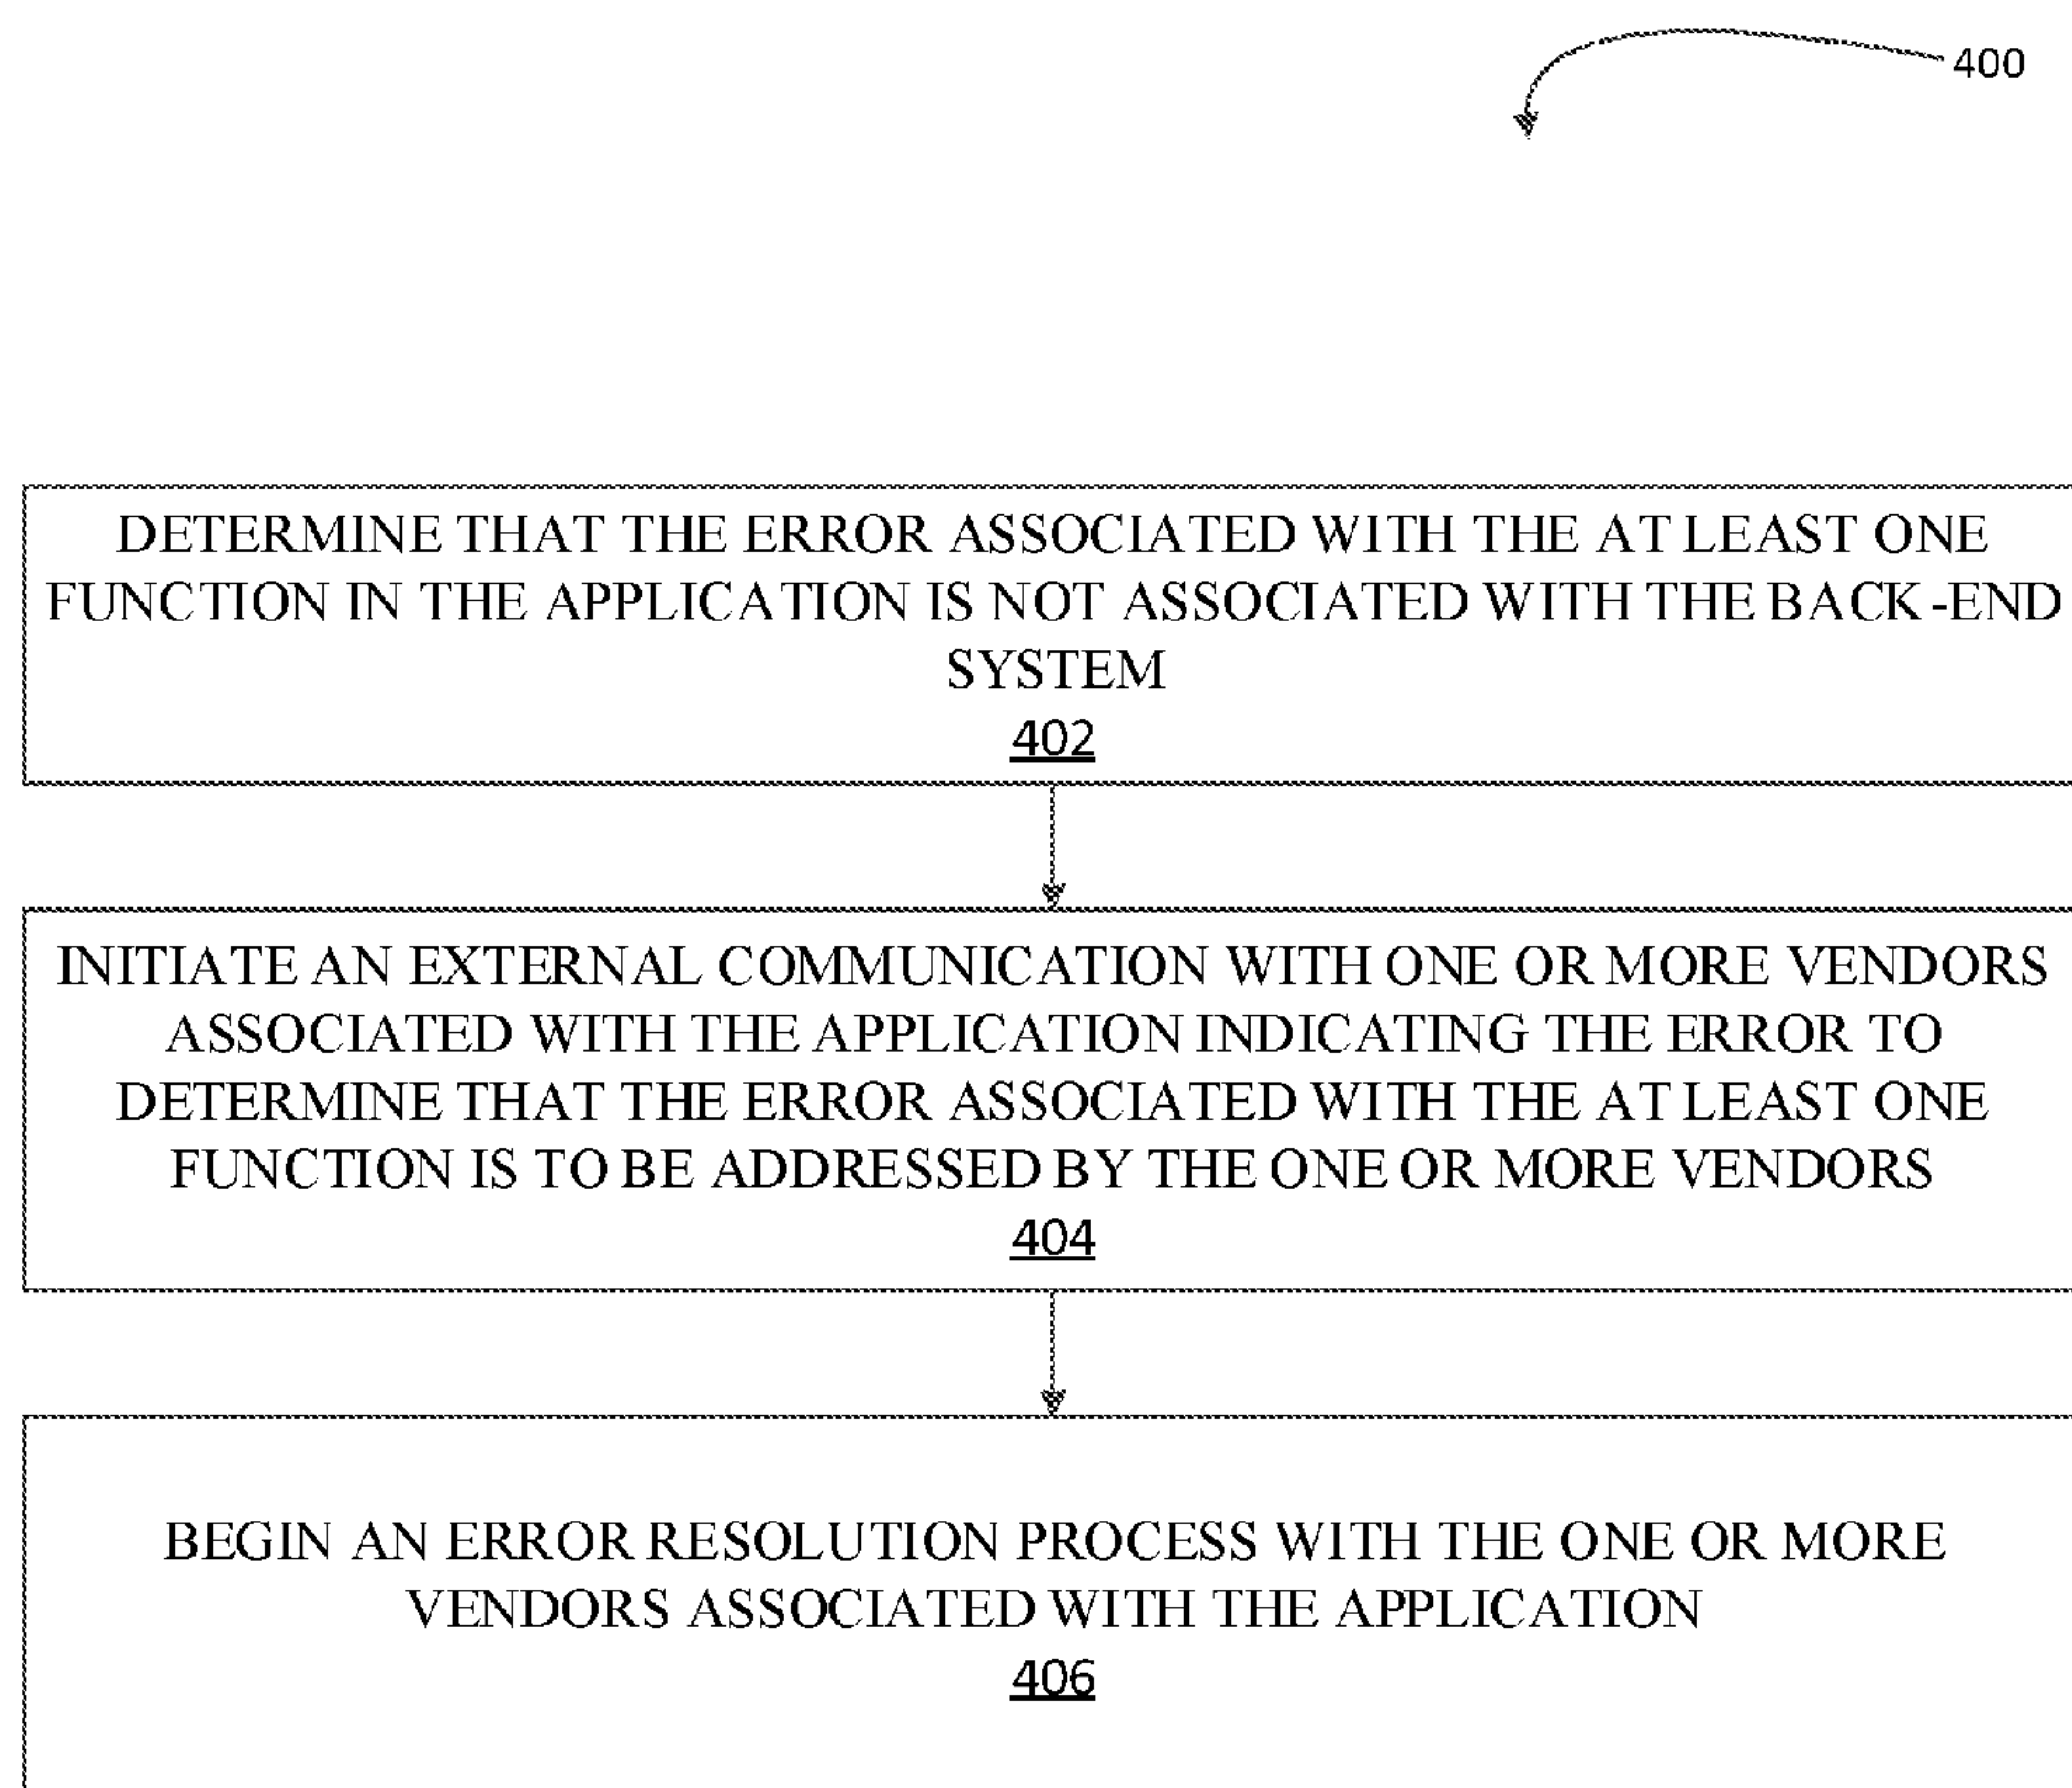 400
DETERMINE THAT THE ERROR ASSOCIATED WITH THE AT LEAST ONE
FUNCTION IN THE APPLICATION IS NOT ASSOCIATED WITH THE BACK-END
SYSTEM
402
INITIATE AN EXTERNAL COMMUNICATION WITH ONE OR MORE VENDORS
ASSOCIATED WITH THE APPLICATION INDICATING THE ERROR TO
DETERMINE THAT THE ERROR ASSOCIATED WITH THE AT LEAST ONE
FUNCTION IS TO BE ADDRESSED BY THE ONE OR MORE VENDORS
404
BEGIN AN ERROR RESOLUTION PROCESS WITH THE ONE OR MORE
VENDORS ASSOCIATED WITH THE APPLICATION
406